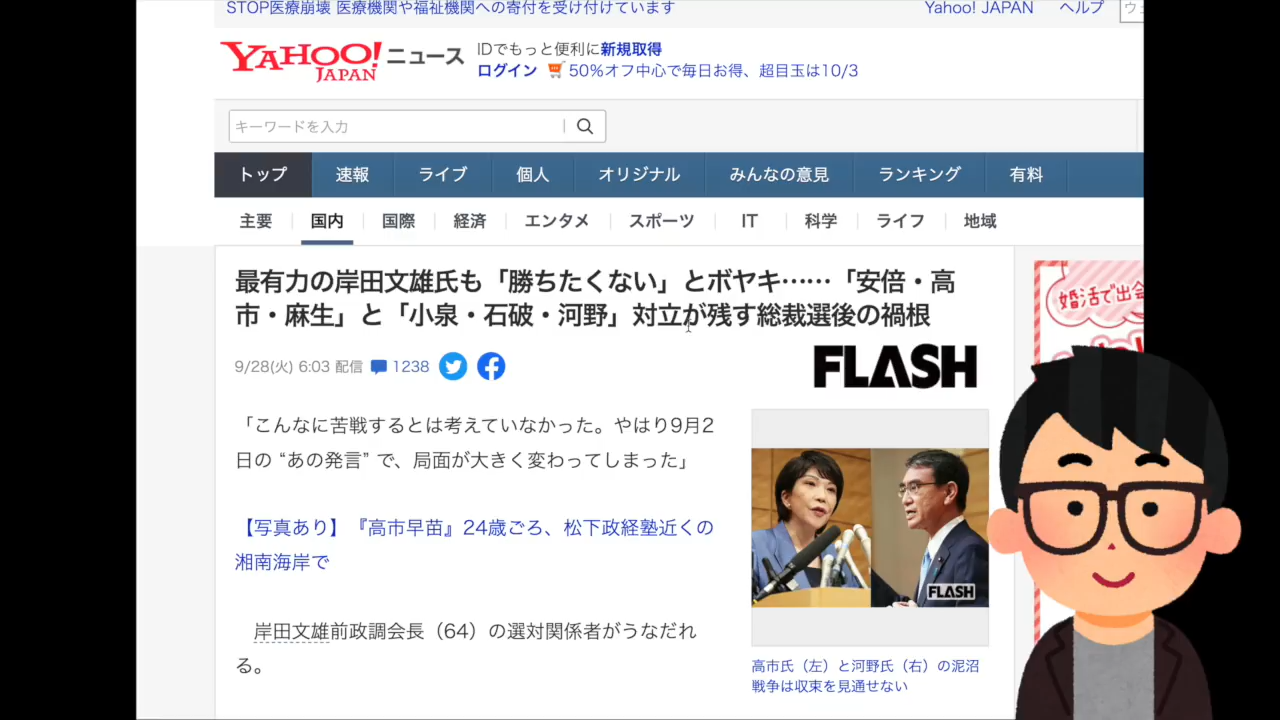 STOP医療崩壊 医療機関や福祉機関への寄付を受け付けています
Yahoo! JAPAN ヘルプ ウ
YAHOO! JAPAN ニュース
IDでもっと便利に新規取得
ログイン 50%オフ中心で毎日お得、超目玉は10/3
キーワードを入力
トップ 速報 ライブ 個人 オリジナル みんなの意見 ランキング 有料
主要 国内 国際 経済 エンタメ スポーツ IT 科学 ライフ 地域
最有力の岸田文雄氏も「勝ちたくない」とボヤキ……「安倍・高
市・麻生」と「小泉・石破・河野」対立が残す総裁選後の禍根
9/28(火) 6:03 配信 1238
FLASH
「こんなに苦戦するとは考えていなかった。やはり9月2
日の “あの発言” で、局面が大きく変わってしまった」
【写真あり】『高市早苗』24歳ごろ、松下政経塾近くの
湘南海岸で
岸田文雄前政調会長（64）の選対関係者がうなだれ
る。
FLASH
高市氏（左）と河野氏（右）の泥沼
戦争は収束を見通せない
婚活で出会